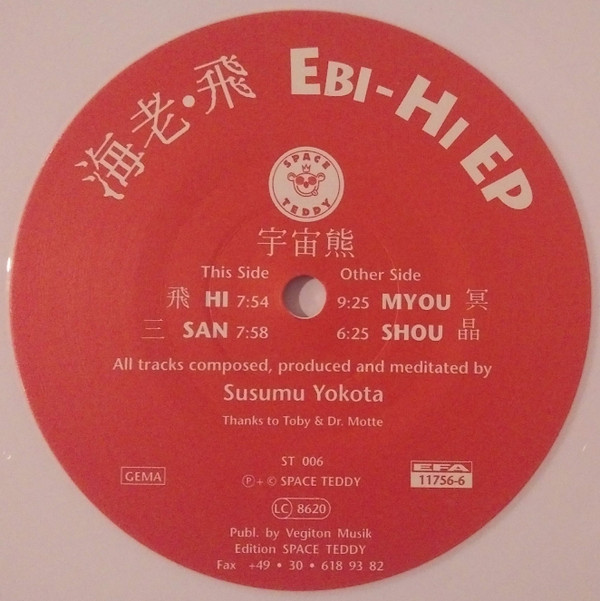 海老・飛 EBI-HI EP
SPACE TEDDY
宇宙熊
This Side
飛 HI 7:54
三 SAN 7:58
Other Side
9:25 MYOU 冥
6:25 SHOU 晶
All tracks composed, produced and meditated by
Susumu Yokota
Thanks to Toby & Dr. Motte
ST 006
GEMA
℗ + © SPACE TEDDY
EFA
11756-6
LC 8620
Publ. by Vegiton Musik
Edition SPACE TEDDY
Fax +49 • 30 • 618 93 82